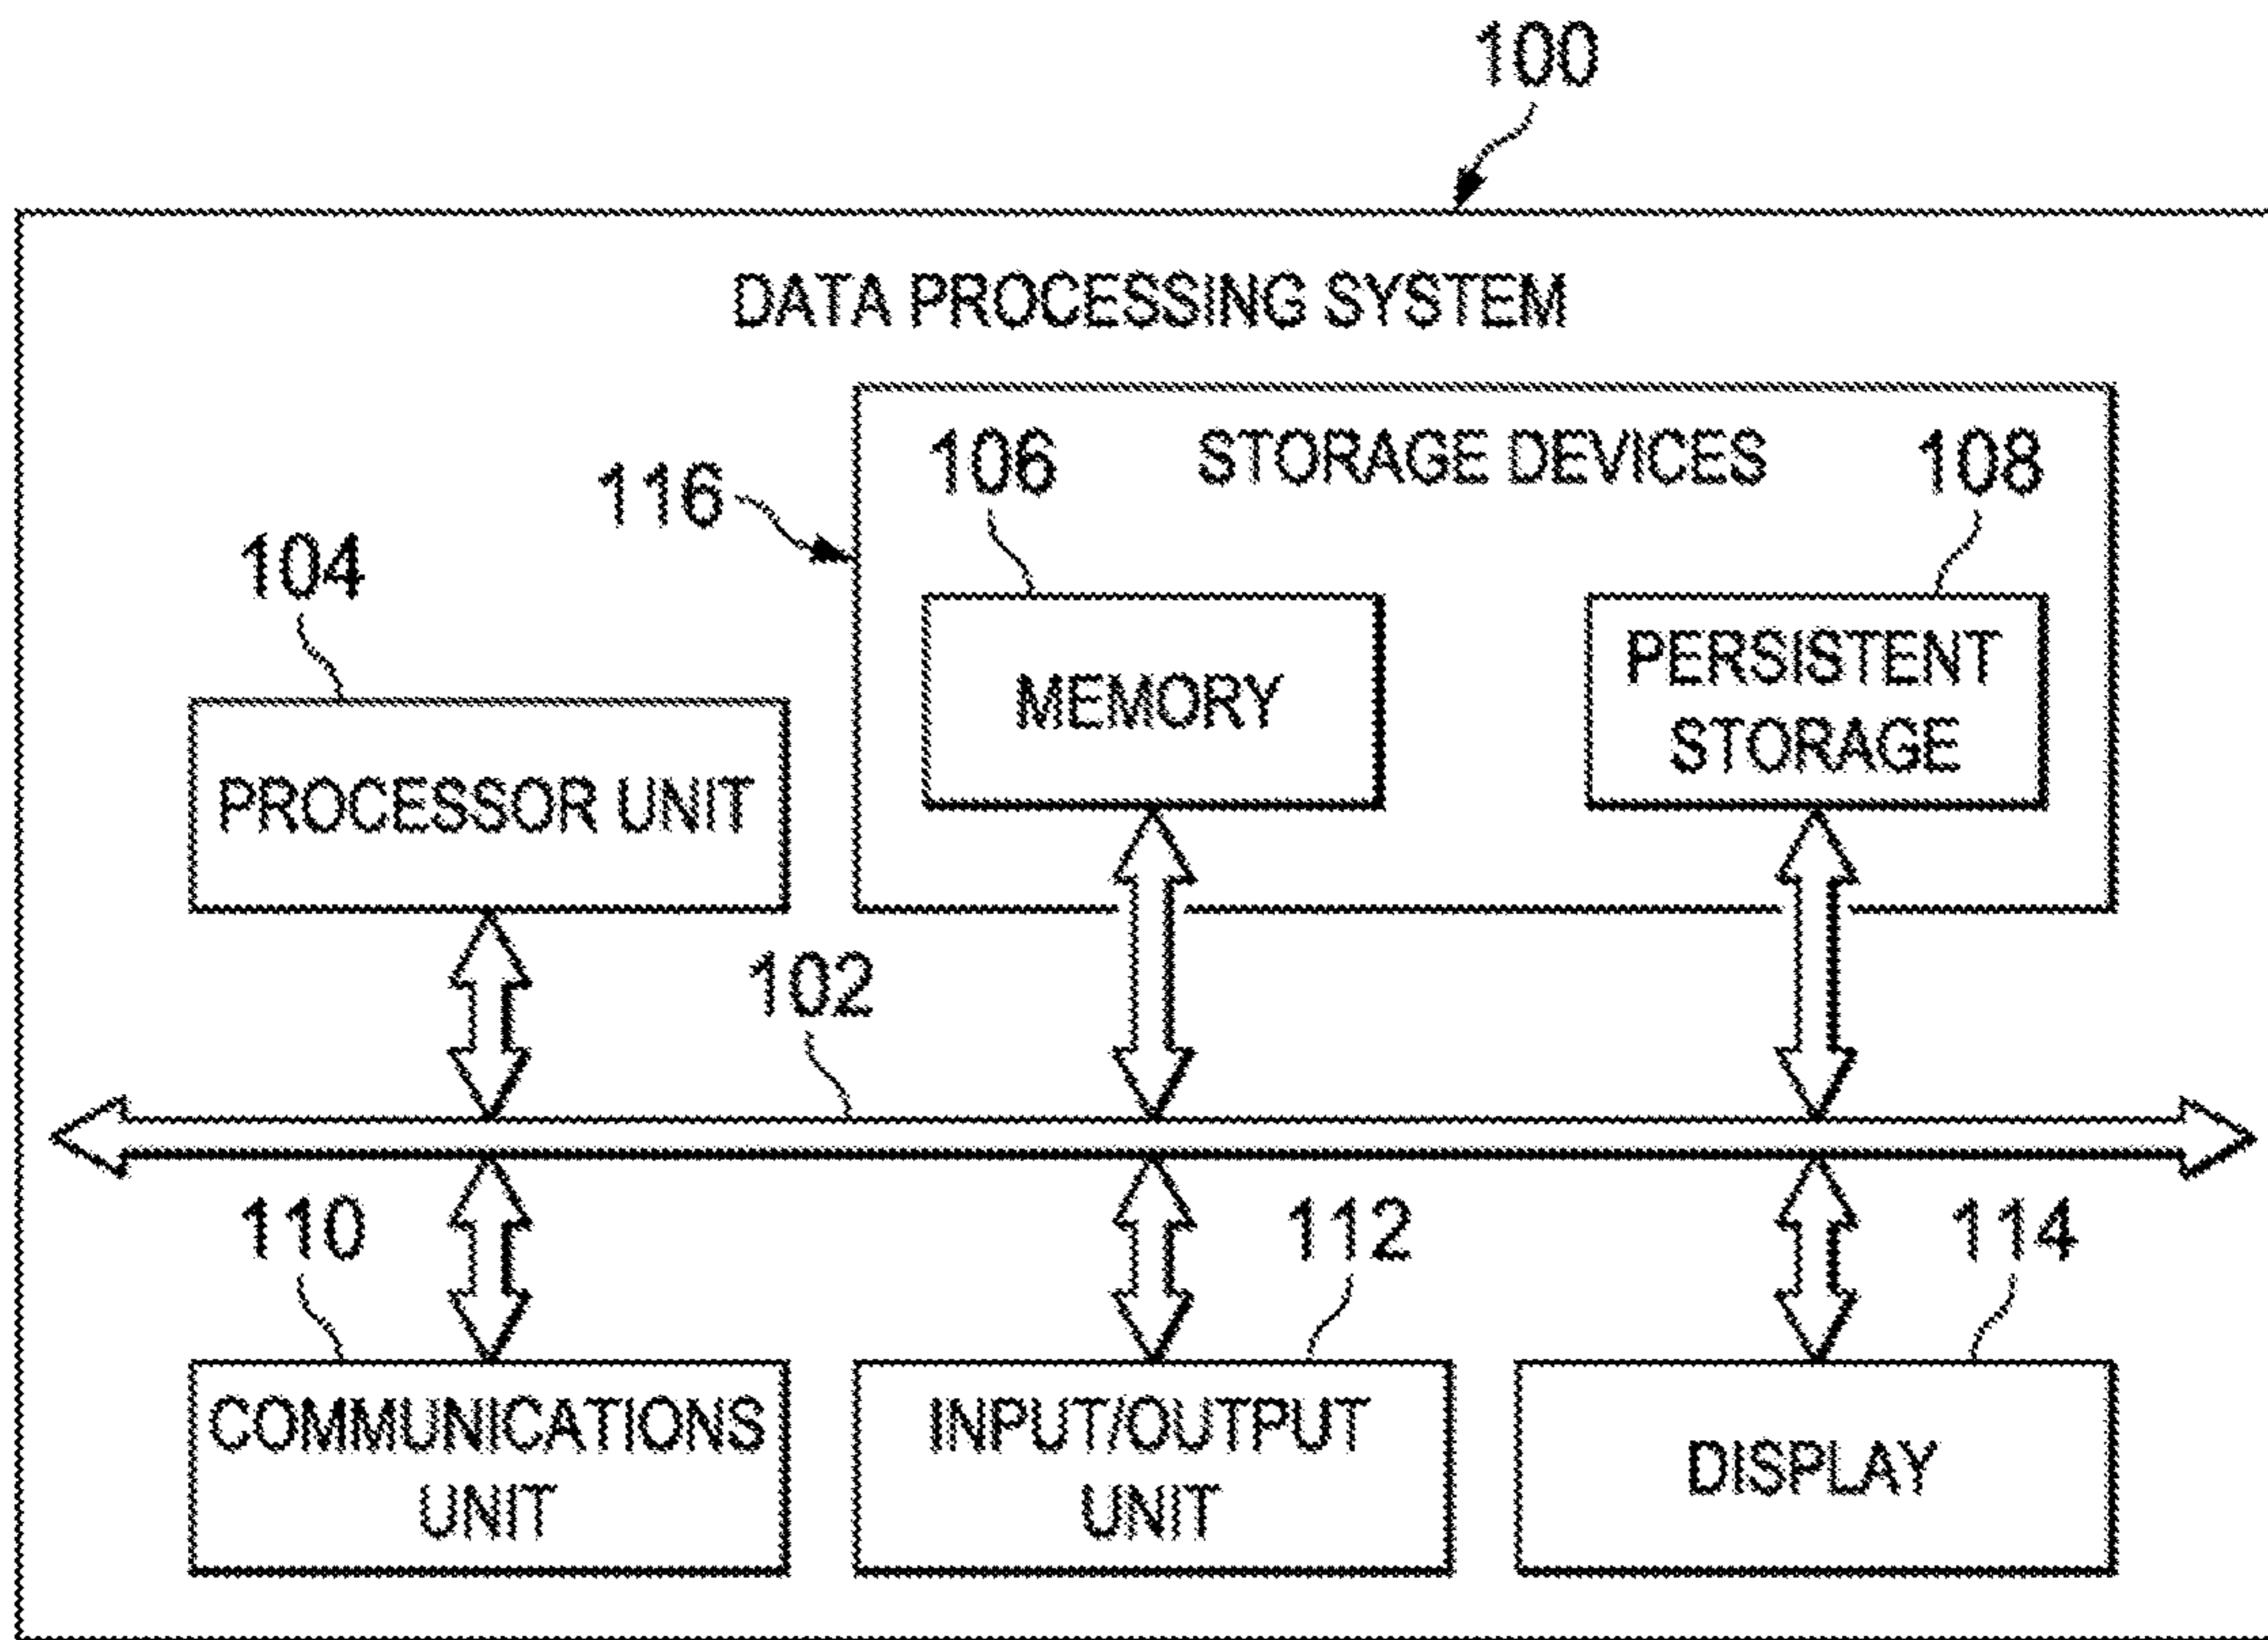 100
DATA PROCESSING SYSTEM
STORAGE DEVICES
106
108
116
104
MEMORY
PERSISTENT
STORAGE
PROCESSOR UNIT
102
110
112
114
COMMUNICATIONS
UNIT
INPUT/OUTPUT
UNIT
DISPLAY